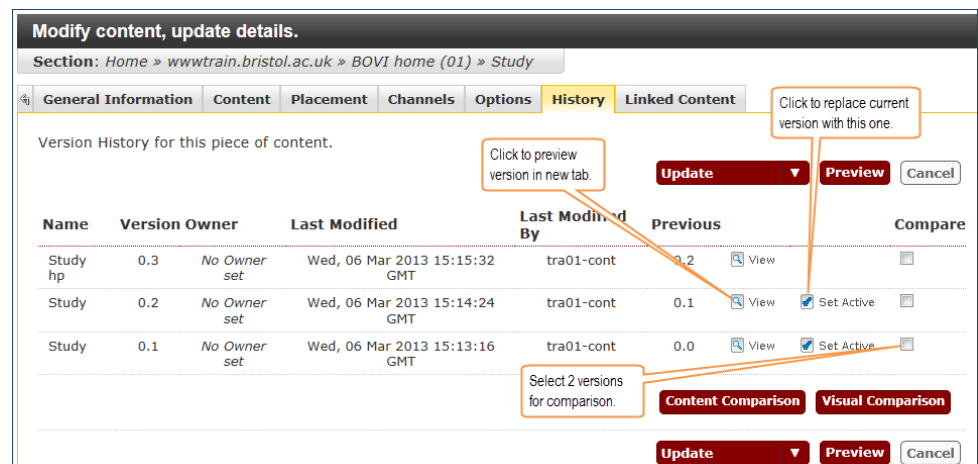 Modify content, update details.
Section: Home » wwwtrain.bristol.ac.uk » BOVI home (01) » Study
General Information Content Placement Channels Options History Linked Content
Click to replace current
version with this one.
Version History for this piece of content.
Click to preview
version in new tab.
Update Preview Cancel
Name Version Owner Last Modified Last Modified By Previous Compare
Study hp 0.3 No Owner set Wed, 06 Mar 2013 15:15:32 GMT tra01-cont 0.2 View
Study 0.2 No Owner set Wed, 06 Mar 2013 15:14:24 GMT tra01-cont 0.1 View Set Active
Study 0.1 No Owner set Wed, 06 Mar 2013 15:13:16 GMT tra01-cont 0.0 View Set Active
Select 2 versions
for comparison.
Content Comparison Visual Comparison
Update Preview Cancel